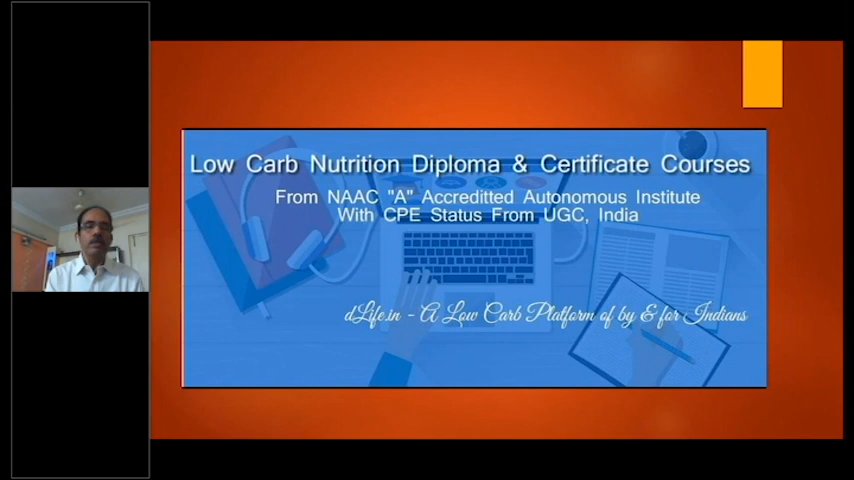 Low Carb Nutrition Diploma & Certificate Courses
From NAAC "A" Accreditted Autonomous Institute
With CPE Status From UGC, India
dLife.in - A Low Carb Platform of by & for Indians